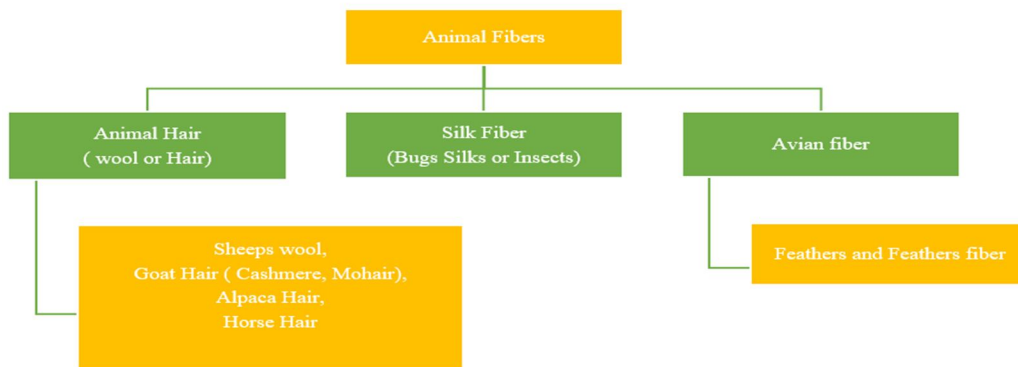 Animal Fibers
Animal Hair
( wool or Hair)
Silk Fiber
(Bugs Silks or Insects)
Avian fiber
Sheeps wool,
Goat Hair ( Cashmere, Mohair),
Alpaca Hair,
Horse Hair
Feathers and Feathers fiber